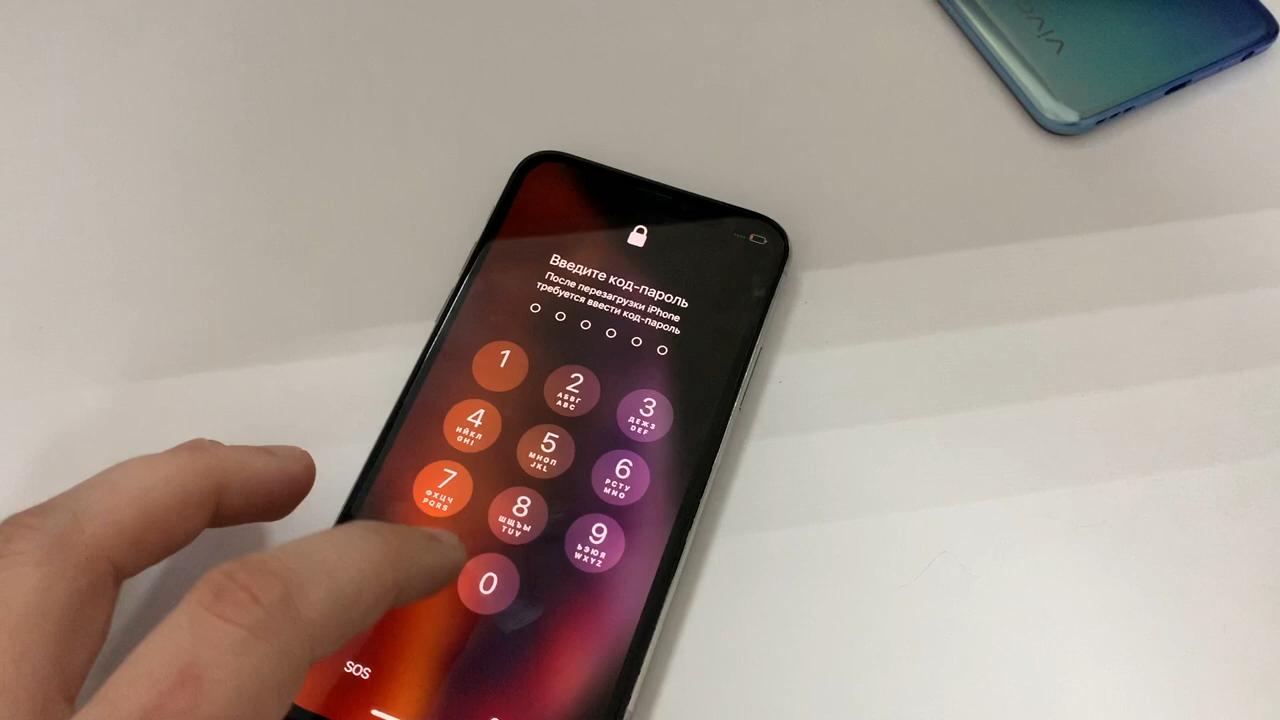 vivo
Введите код-пароль
После перезагрузки iPhone
требуется ввести код-пароль
1
2
АБВГ
ABC
3
ДЕЖЗ
DEF
4
ИЙКЛ
GHI
5
МНОП
JKL
6
РСТУ
MNO
7
ФХЦЧ
PQRS
8
ШЩЪЫ
TUV
9
ЬЭЮЯ
WXYZ
0
SOS